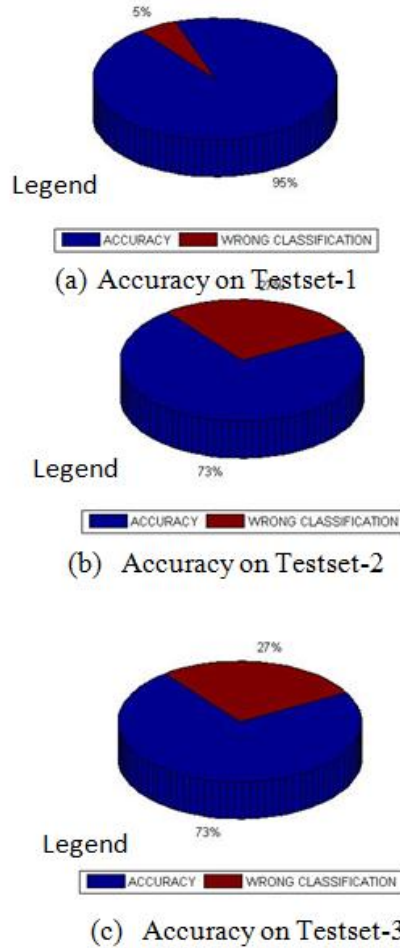 5%
95%
Legend
ACCURACY WRONG CLASSIFICATION
(a) Accuracy on Testset-1
73%
Legend
ACCURACY WRONG CLASSIFICATION
(b) Accuracy on Testset-2
27%
73%
Legend
ACCURACY WRONG CLASSIFICATION
(c) Accuracy on Testset-3